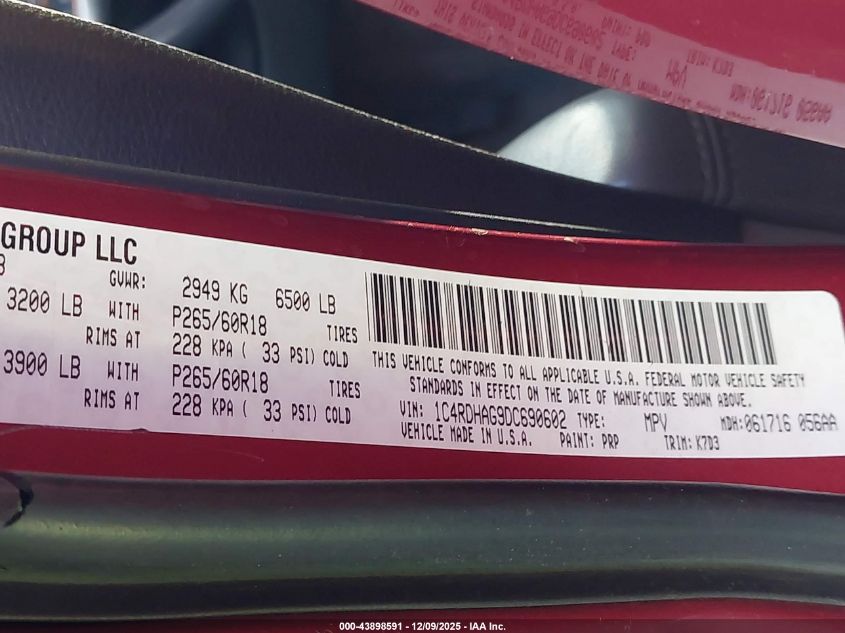 GROUP LLC
GVWR: 2949 KG 6500 LB
3200 LB WITH P265/60R18 TIRES
RIMS AT 228 KPA ( 33 PSI) COLD
3900 LB WITH P265/60R18 TIRES
RIMS AT 228 KPA ( 33 PSI) COLD
THIS VEHICLE CONFORMS TO ALL APPLICABLE U.S.A. FEDERAL MOTOR VEHICLE SAFETY
STANDARDS IN EFFECT ON THE DATE OF MANUFACTURE SHOWN ABOVE.
VIN: 1C4RDHAG9DC690602 TYPE: MPV MDH:061716 056AA
VEHICLE MADE IN U.S.A. PAINT: PRP TRIM: K7D3
000-43898591 - 12/09/2025 - IAA Inc.